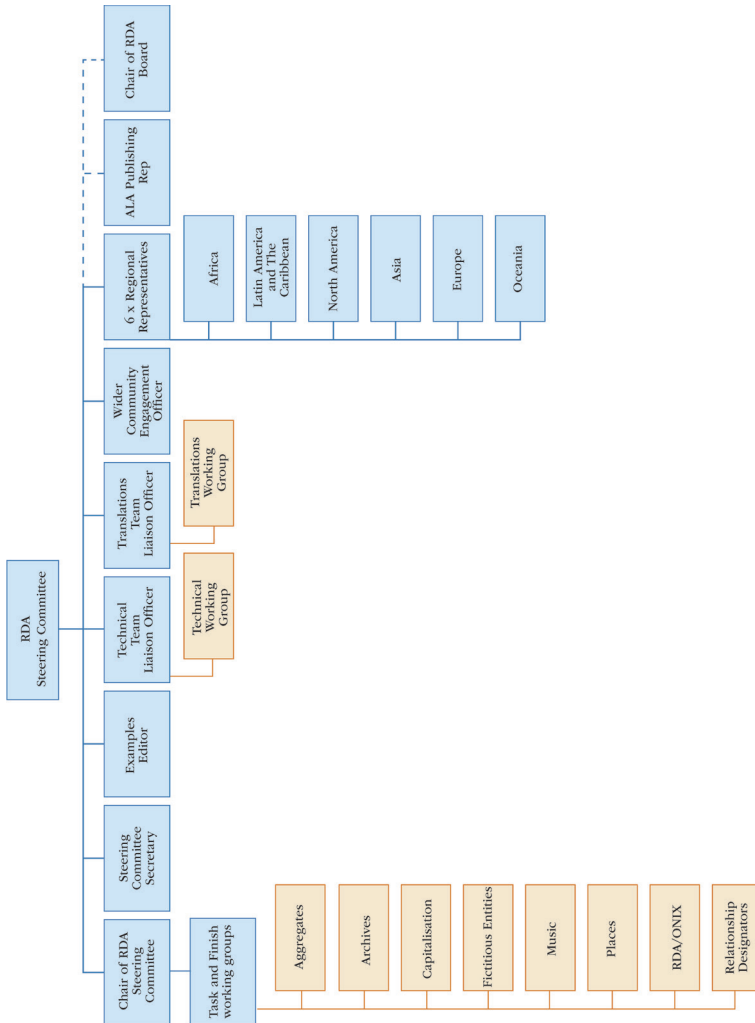 RDA
Steering Committee
Chair of RDA
Steering
Committee
Steering
Committee
Secretary
Examples
Editor
Technical
Team
Liaison Officer
Translations
Team
Liaison Officer
Wider
Community
Engagement
Officer
6 x Regional
Representatives
ALA Publishing
Rep
Chair of RDA
Board
Task and Finish
working groups
Aggregates
Archives
Capitalisation
Fictitious Entities
Music
Places
RDA/ONIX
Relationship
Designators
Technical
Working
Group
Translations
Working
Group
Africa
Latin America
and The
Caribbean
North America
Asia
Europe
Oceania